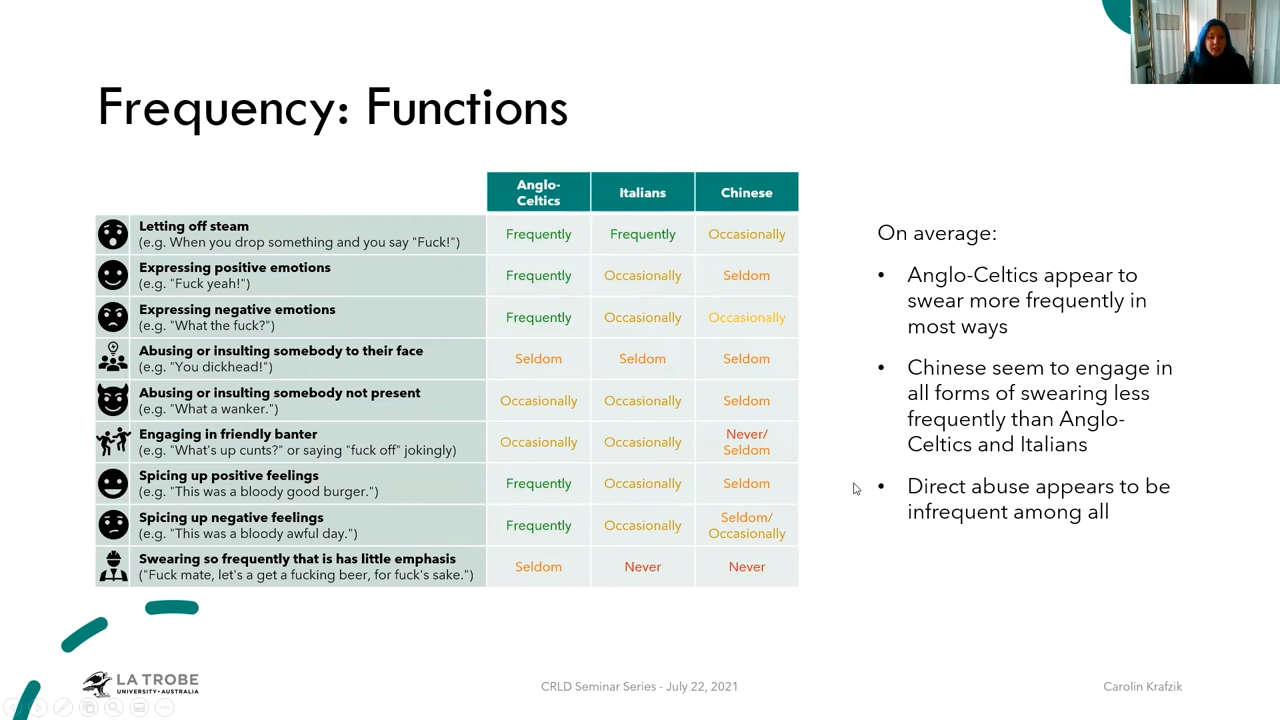 Frequency: Functions
Anglo-
Celtics
Italians
Chinese
Letting off steam
(e.g. When you drop something and you say "Fuck!")
Frequently
Frequently
Occasionally
Expressing positive emotions
(e.g. "Fuck yeah!")
Frequently
Occasionally
Seldom
Expressing negative emotions
(e.g. "What the fuck?")
Frequently
Occasionally
Occasionally
Abusing or insulting somebody to their face
(e.g. "You dickhead!")
Seldom
Seldom
Seldom
Abusing or insulting somebody not present
(e.g. "What a wanker.")
Occasionally
Occasionally
Seldom
Engaging in friendly banter
(e.g. "What's up cunts?" or saying "fuck off" jokingly)
Occasionally
Occasionally
Never/
Seldom
Spicing up positive feelings
(e.g. "This was a bloody good burger.")
Frequently
Occasionally
Seldom
Spicing up negative feelings
(e.g. "This was a bloody awful day.")
Frequently
Occasionally
Seldom/
Occasionally
Swearing so frequently that is has little emphasis
("Fuck mate, let's a get a fucking beer, for fuck's sake.")
Seldom
Never
Never
On average:
• Anglo-Celtics appear to
swear more frequently in
most ways
• Chinese seem to engage in
all forms of swearing less
frequently than Anglo-
Celtics and Italians
• Direct abuse appears to be
infrequent among all
LA TROBE
UNIVERSITY • AUSTRALIA
CRLD Seminar Series - July 22, 2021
Carolin Krafzik